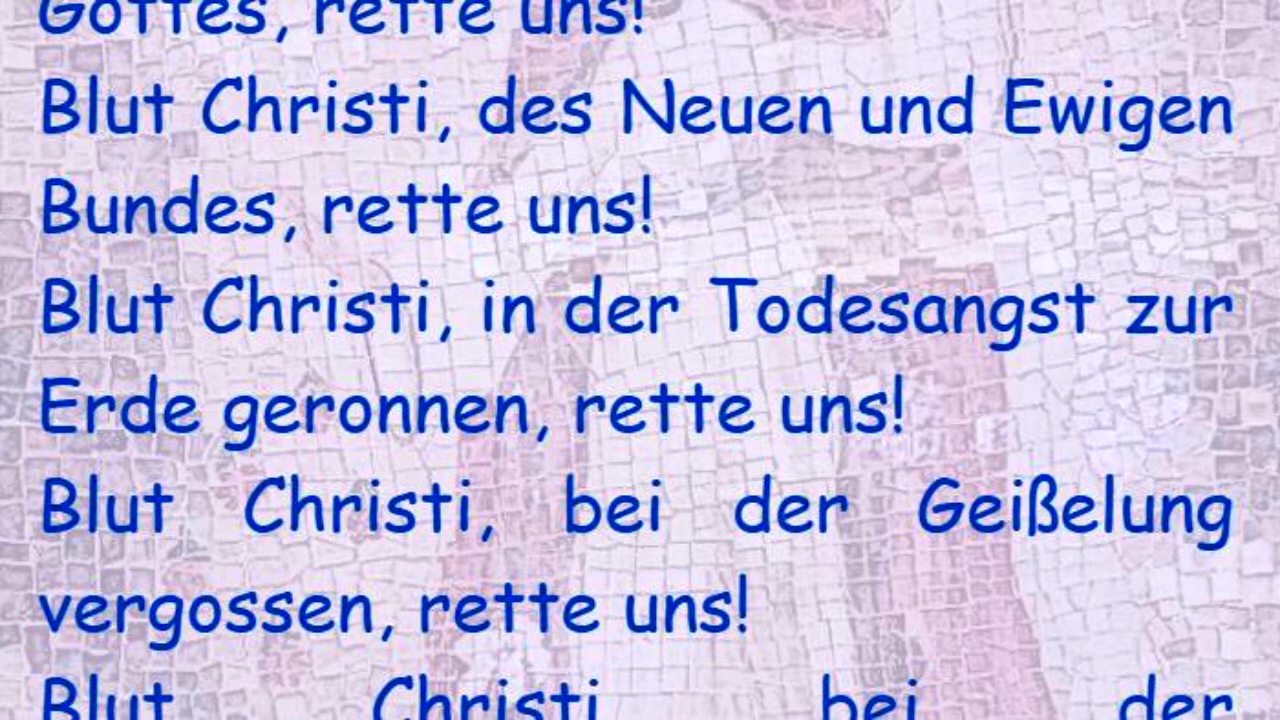 Gottes, rette uns!
Blut Christi, des Neuen und Ewigen
Bundes, rette uns!
Blut Christi, in der Todesangst zur
Erde geronnen, rette uns!
Blut Christi, bei der Geißelung
vergossen, rette uns!
Blut Christi bei der